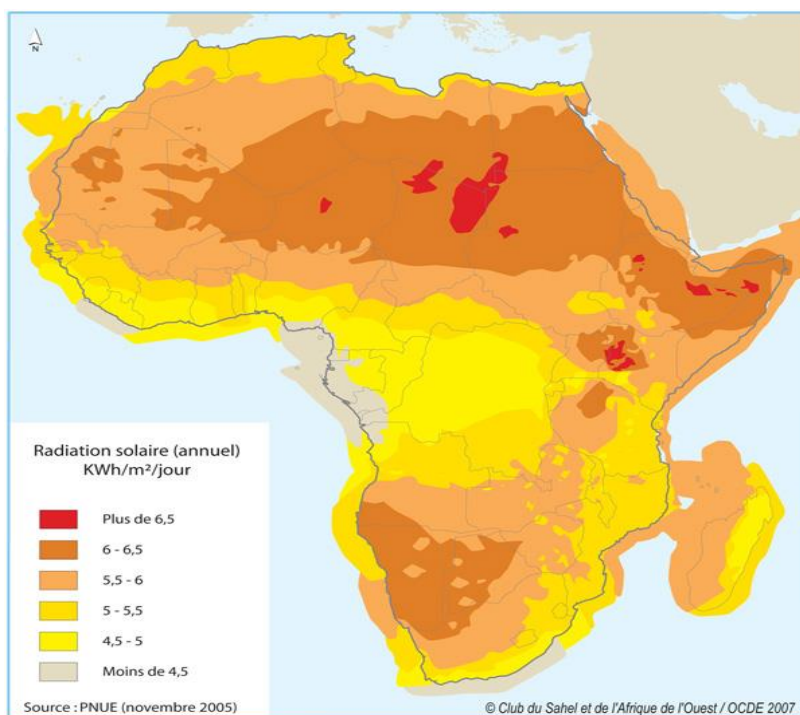 N
Radiation solaire (annuel)
KWh/m²/jour
Plus de 6,5
6 - 6,5
5,5 - 6
5 - 5,5
4,5 - 5
Moins de 4,5
Source : PNUE (novembre 2005)
© Club du Sahel et de l'Afrique de l'Ouest / OCDE 2007